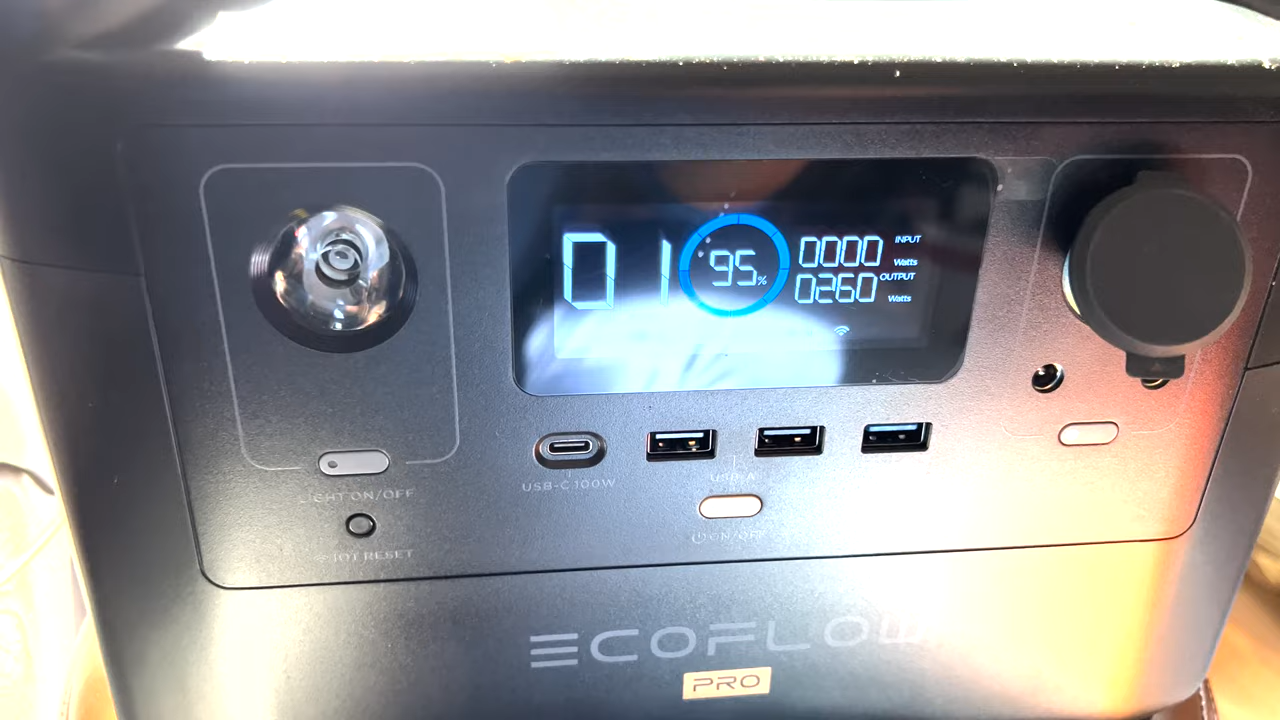 01 95% 0000 INPUT Watts
0260 OUTPUT Watts
USB-C 100W
USB-A
LIGHT ON/OFF
ON/OFF
IOT RESET
ECOFLOW
PRO